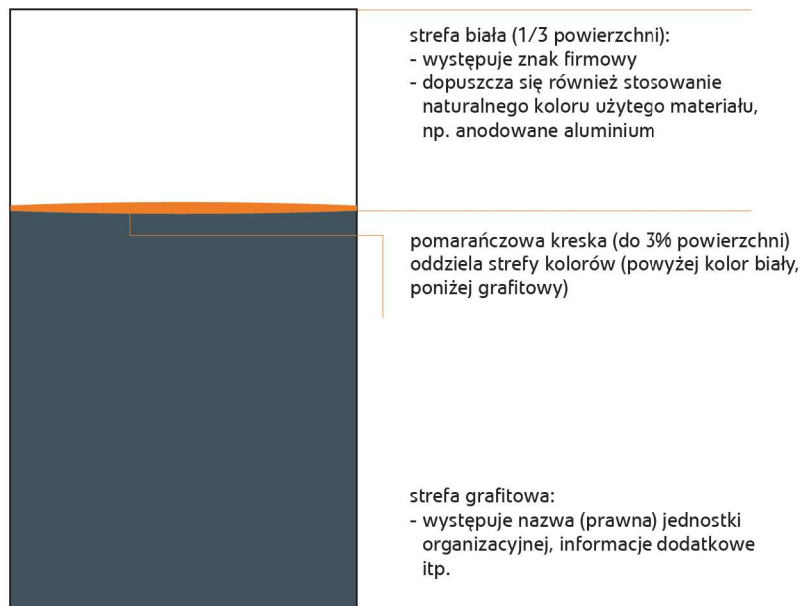 strefa biała (1/3 powierzchni):
- występuje znak firmowy
- dopuszcza się również stosowanie
naturalnego koloru użytego materiału,
np. anodowane aluminium
pomarańczowa kreska (do 3% powierzchni)
oddziela strefy kolorów (powyżej kolor biały,
poniżej grafitowy)
strefa grafitowa:
- występuje nazwa (prawna) jednostki
organizacyjnej, informacje dodatkowe
itp.